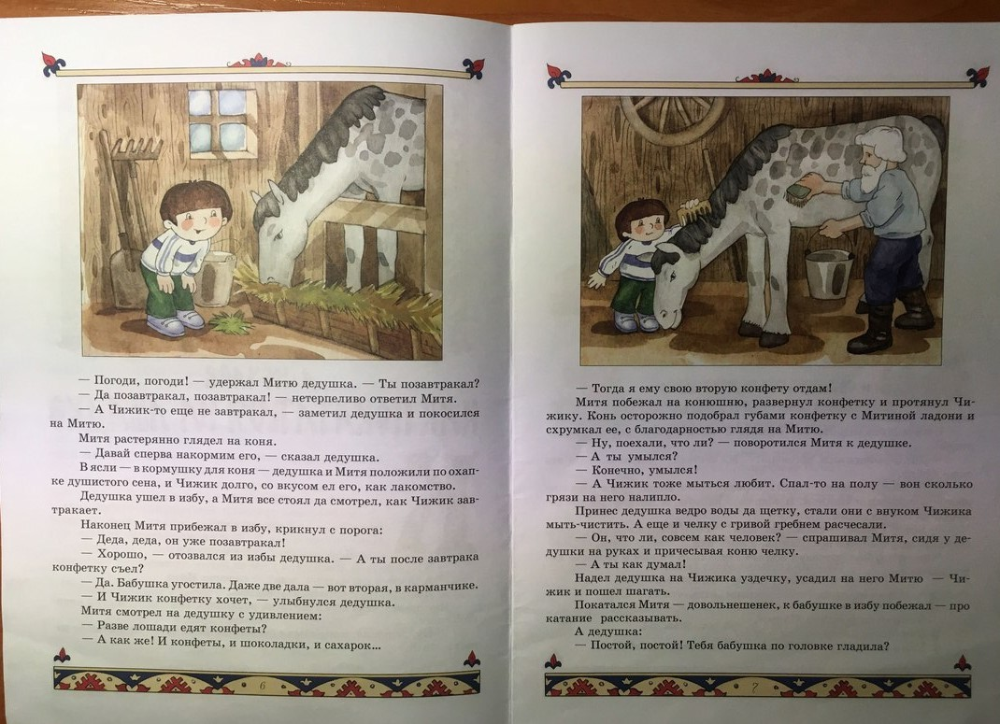 — Погоди, погоди! — удержал Митю дедушка. — Ты позавтракал?
— Да позавтракал, позавтракал! — нетерпеливо ответил Митя.
— А Чижик-то еще не завтракал, — заметил дедушка и покосился
на Митю.
Митя растерянно глядел на коня.
— Давай сперва накормим его, — сказал дедушка.
В ясли — в кормушку для коня — дедушка и Митя положили по охап-
ке душистого сена, и Чижик долго, со вкусом ел его, как лакомство.
Дедушка ушел в избу, а Митя все стоял да смотрел, как Чижик зав-
тракает.
Наконец Митя прибежал в избу, крикнул с порога:
— Деда, деда, он уже позавтракал!
— Хорошо, — отозвался из избы дедушка. — А ты после завтрака
конфетку съел?
— Да. Бабушка угостила. Даже две дала — вот вторая, в карманчике.
— И Чижик конфетку хочет, — улыбнулся дедушка.
Митя смотрел на дедушку с удивлением:
— Разве лошади едят конфеты?
— А как же! И конфеты, и шоколадки, и сахарок...
6
— Тогда я ему свою вторую конфету отдам!
Митя побежал на конюшню, развернул конфетку и протянул Чи-
жику. Конь осторожно подобрал губами конфетку с Митиной ладони и
схрумкал ее, с благодарностью глядя на Митю.
— Ну, поехали, что ли? — поворотился Митя к дедушке.
— А ты умылся?
— Конечно, умылся!
— А Чижик тоже мыться любит. Спал-то на полу — вон сколько
грязи на него налипло.
Принес дедушка ведро воды да щетку, стали они с внуком Чижика
мыть-чистить. А еще и челку с гривой гребнем расчесали.
— Он, что ли, совсем как человек? — спрашивал Митя, сидя у де-
душки на руках и причесывая коню челку.
— А ты как думал!
Надел дедушка на Чижика уздечку, усадил на него Митю — Чи-
жик и пошел шагать.
Покатался Митя — довольнешенек, к бабушке в избу побежал — про
катание рассказывать.
А дедушка:
— Постой, постой! Тебя бабушка по головке гладила?
7